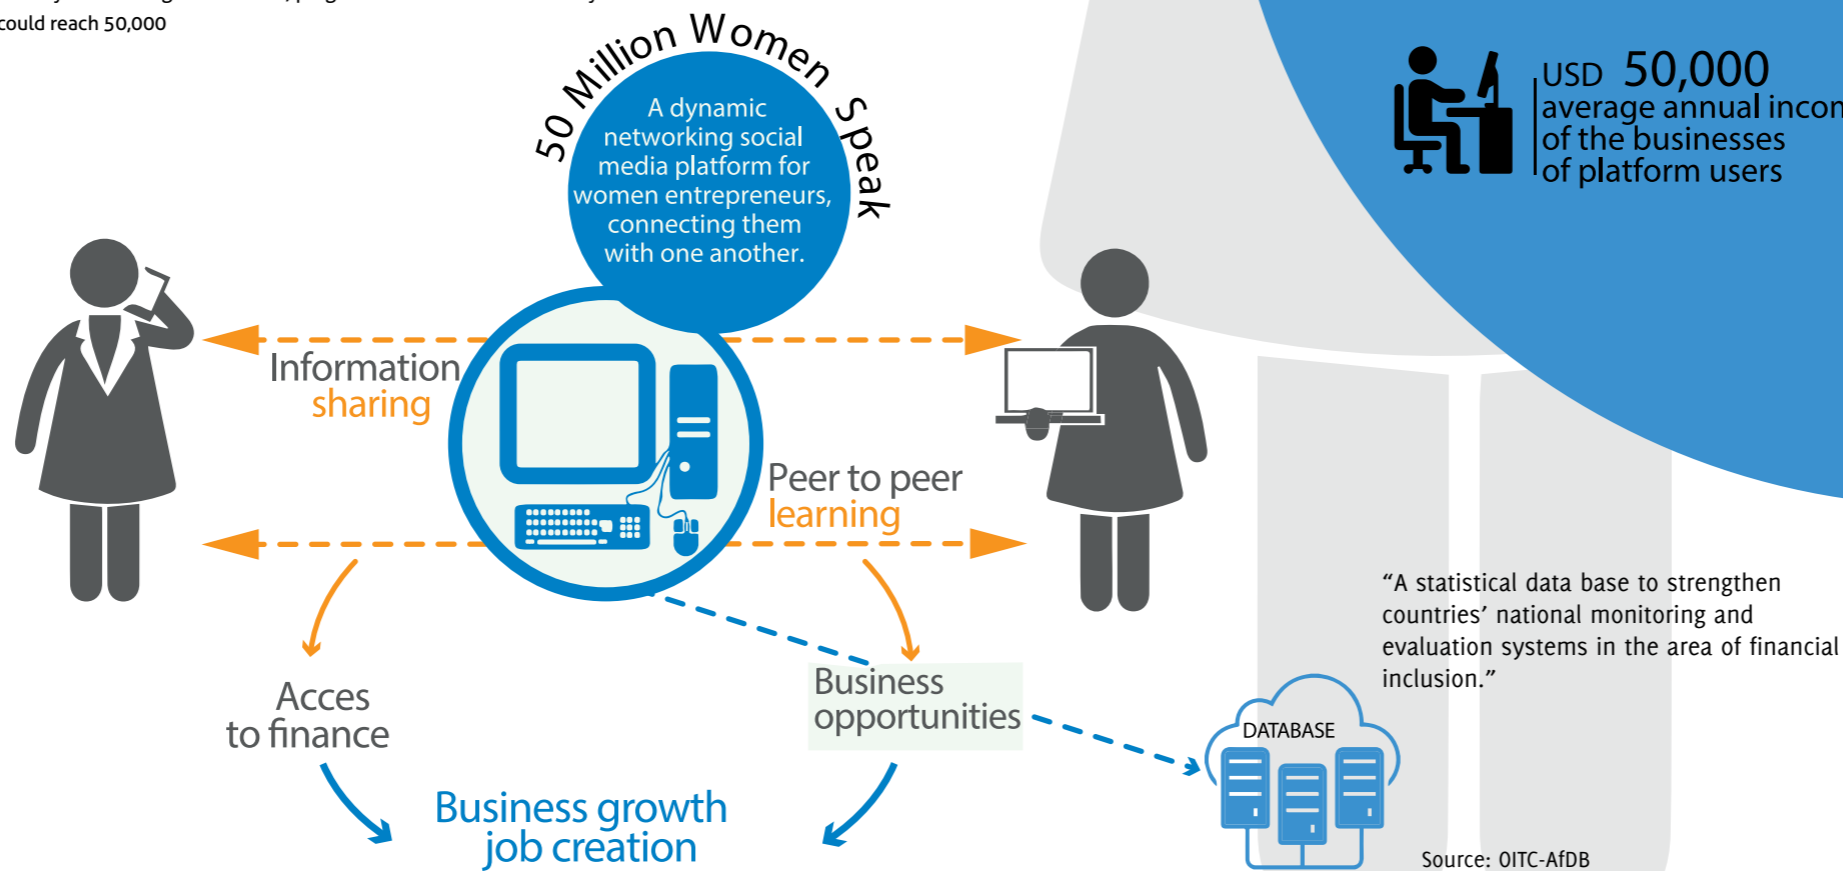 could reach 50,000
50 Million Women Speak
A dynamic
networking social
media platform for
women entrepreneurs,
connecting them
with one another.
USD 50,000
average annual incom
of the businesses
of platform users
Information
sharing
Peer to peer
learning
Acces
to finance
Business
opportunities
Business growth
job creation
“A statistical data base to strengthen
countries’ national monitoring and
evaluation systems in the area of financial
inclusion.”
DATABASE
Source: OITC-AfDB